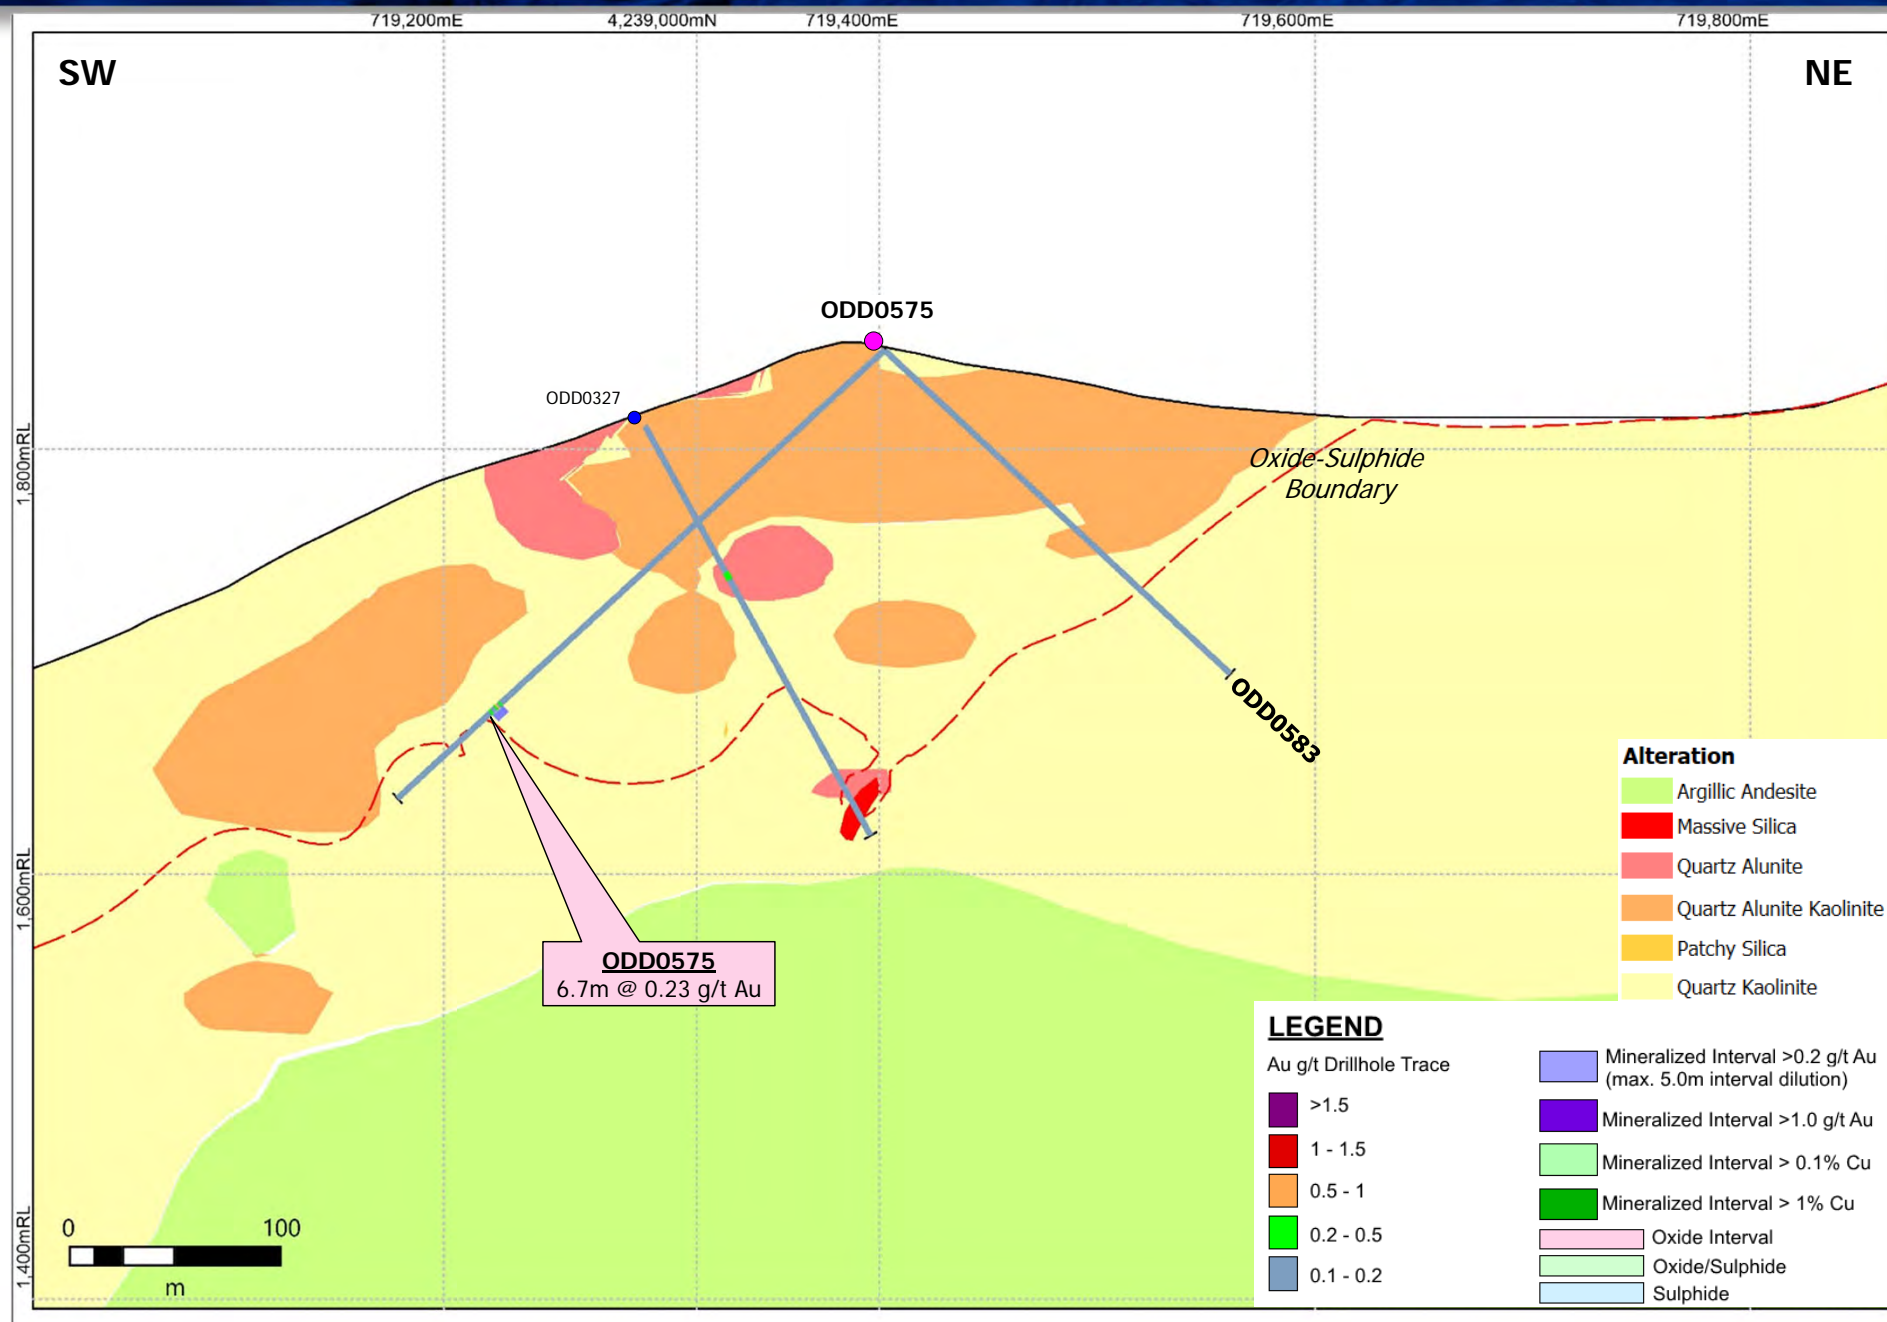 719,200mE
4,239,000mN
719,400mE
719,600mE
719,800mE
SW
NE
ODD0575
ODD0327
1,800mRL
Oxide-Sulphide
Boundary
ODD0583
1,600mRL
ODD0575
6.7m @ 0.23 g/t Au
Alteration
Argillic Andesite
Massive Silica
Quartz Alunite
Quartz Alunite Kaolinite
Patchy Silica
Quartz Kaolinite
LEGEND
Au g/t Drillhole Trace
>1.5
1 - 1.5
0.5 - 1
0.2 - 0.5
0.1 - 0.2
Mineralized Interval >0.2 g/t Au
(max. 5.0m interval dilution)
Mineralized Interval >1.0 g/t Au
Mineralized Interval > 0.1% Cu
Mineralized Interval > 1% Cu
Oxide Interval
Oxide/Sulphide
Sulphide
1,400mRL
0 100
m